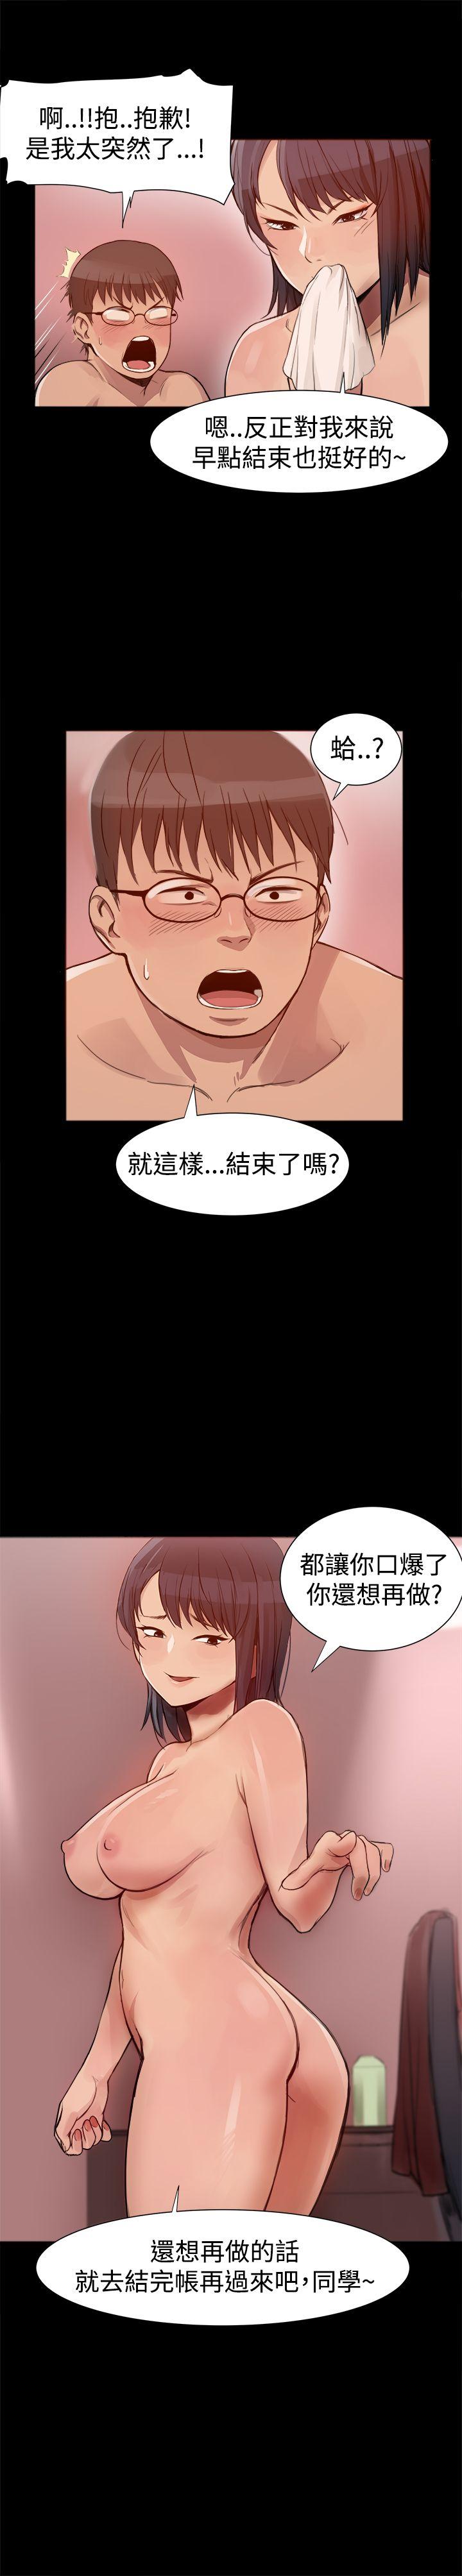 啊..!!抱..抱歉!
是我太突然了...!
嗯..反正對我來說
早點結束也挺好的~
蛤..?
就這樣...結束了嗎?
都讓你口爆了
你還想再做?
還想再做的話
就去結完帳再過來吧,同學~